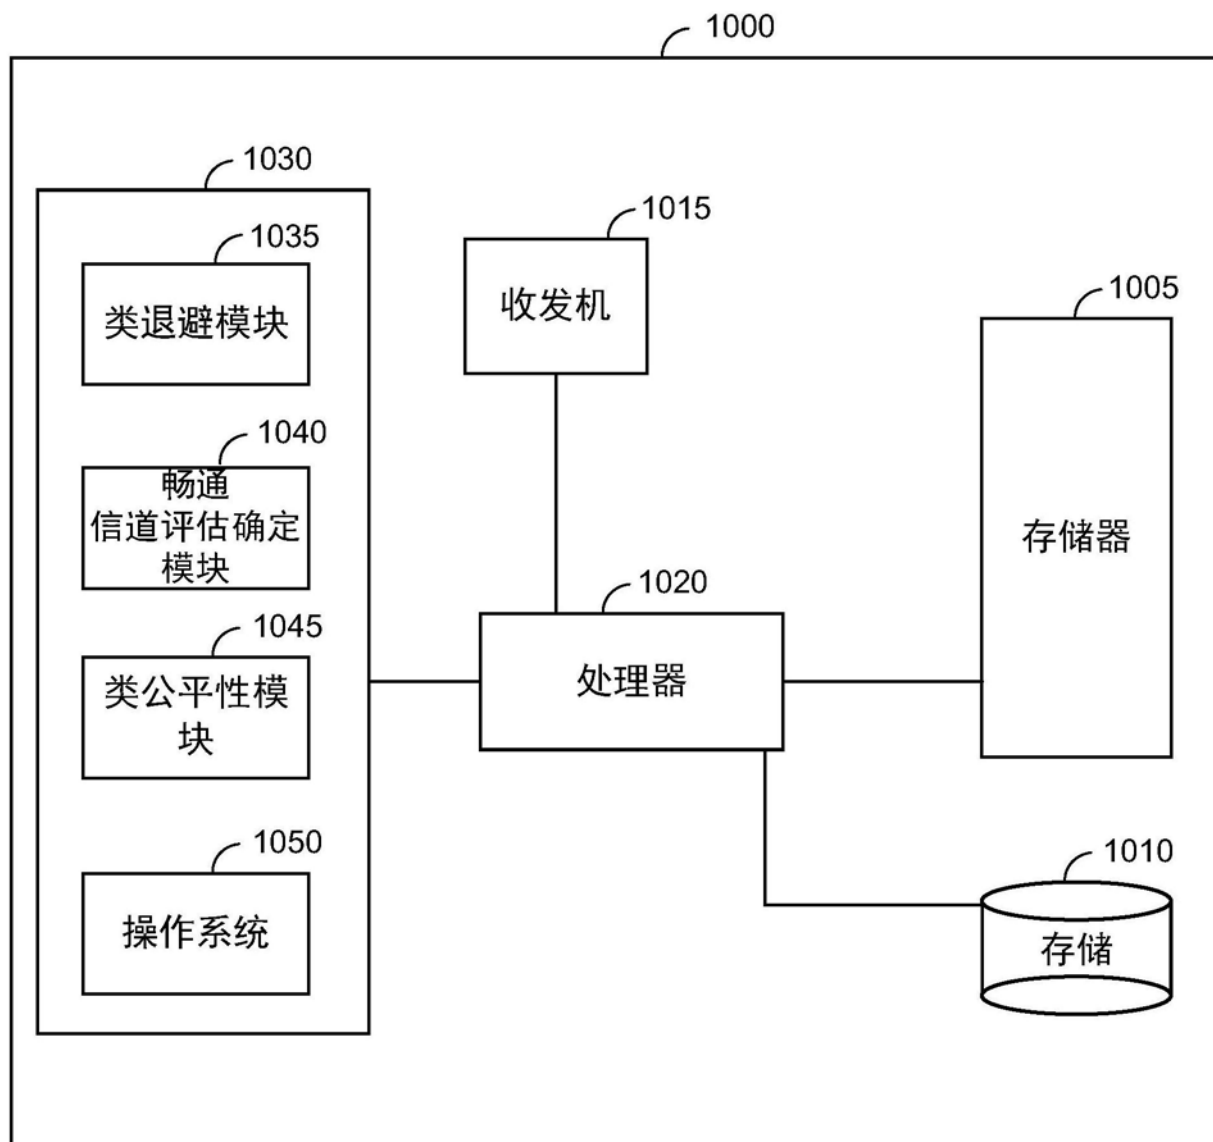 1000
1030
1035
类退避模块
1040
畅通
信道评估确定
模块
1045
类公平性模
块
1050
操作系统
1015
收发机
1020
处理器
1005
存储器
1010
存储